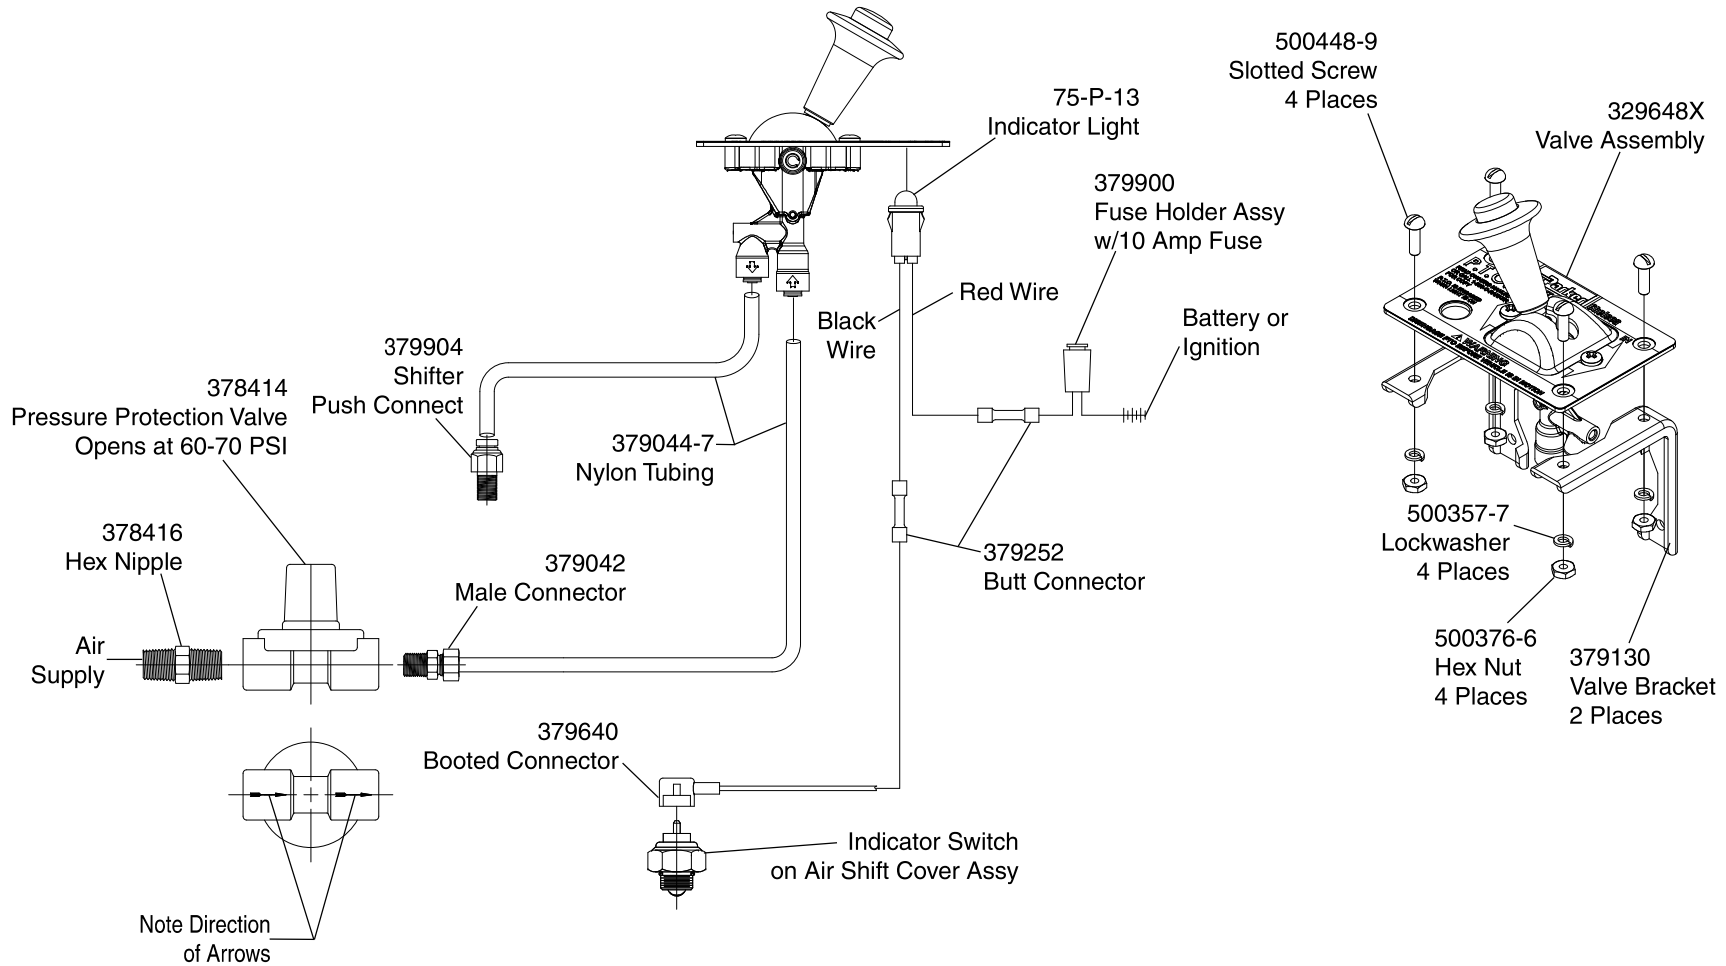 500448-9
Slotted Screw
4 Places
75-P-13
Indicator Light
329648X
Valve Assembly
379900
Fuse Holder Assy
w/10 Amp Fuse
Red Wire
Black
Wire
Battery or
Ignition
379904
Shifter
Push Connect
378414
Pressure Protection Valve
Opens at 60-70 PSI
379044-7
Nylon Tubing
378416
Hex Nipple
379042
Male Connector
379252
Butt Connector
500357-7
Lockwasher
4 Places
Air
Supply
500376-6
Hex Nut
4 Places
379130
Valve Bracket
2 Places
379640
Booted Connector
Indicator Switch
on Air Shift Cover Assy
Note Direction
of Arrows
P.T.O.
Parker
WARNING
IN